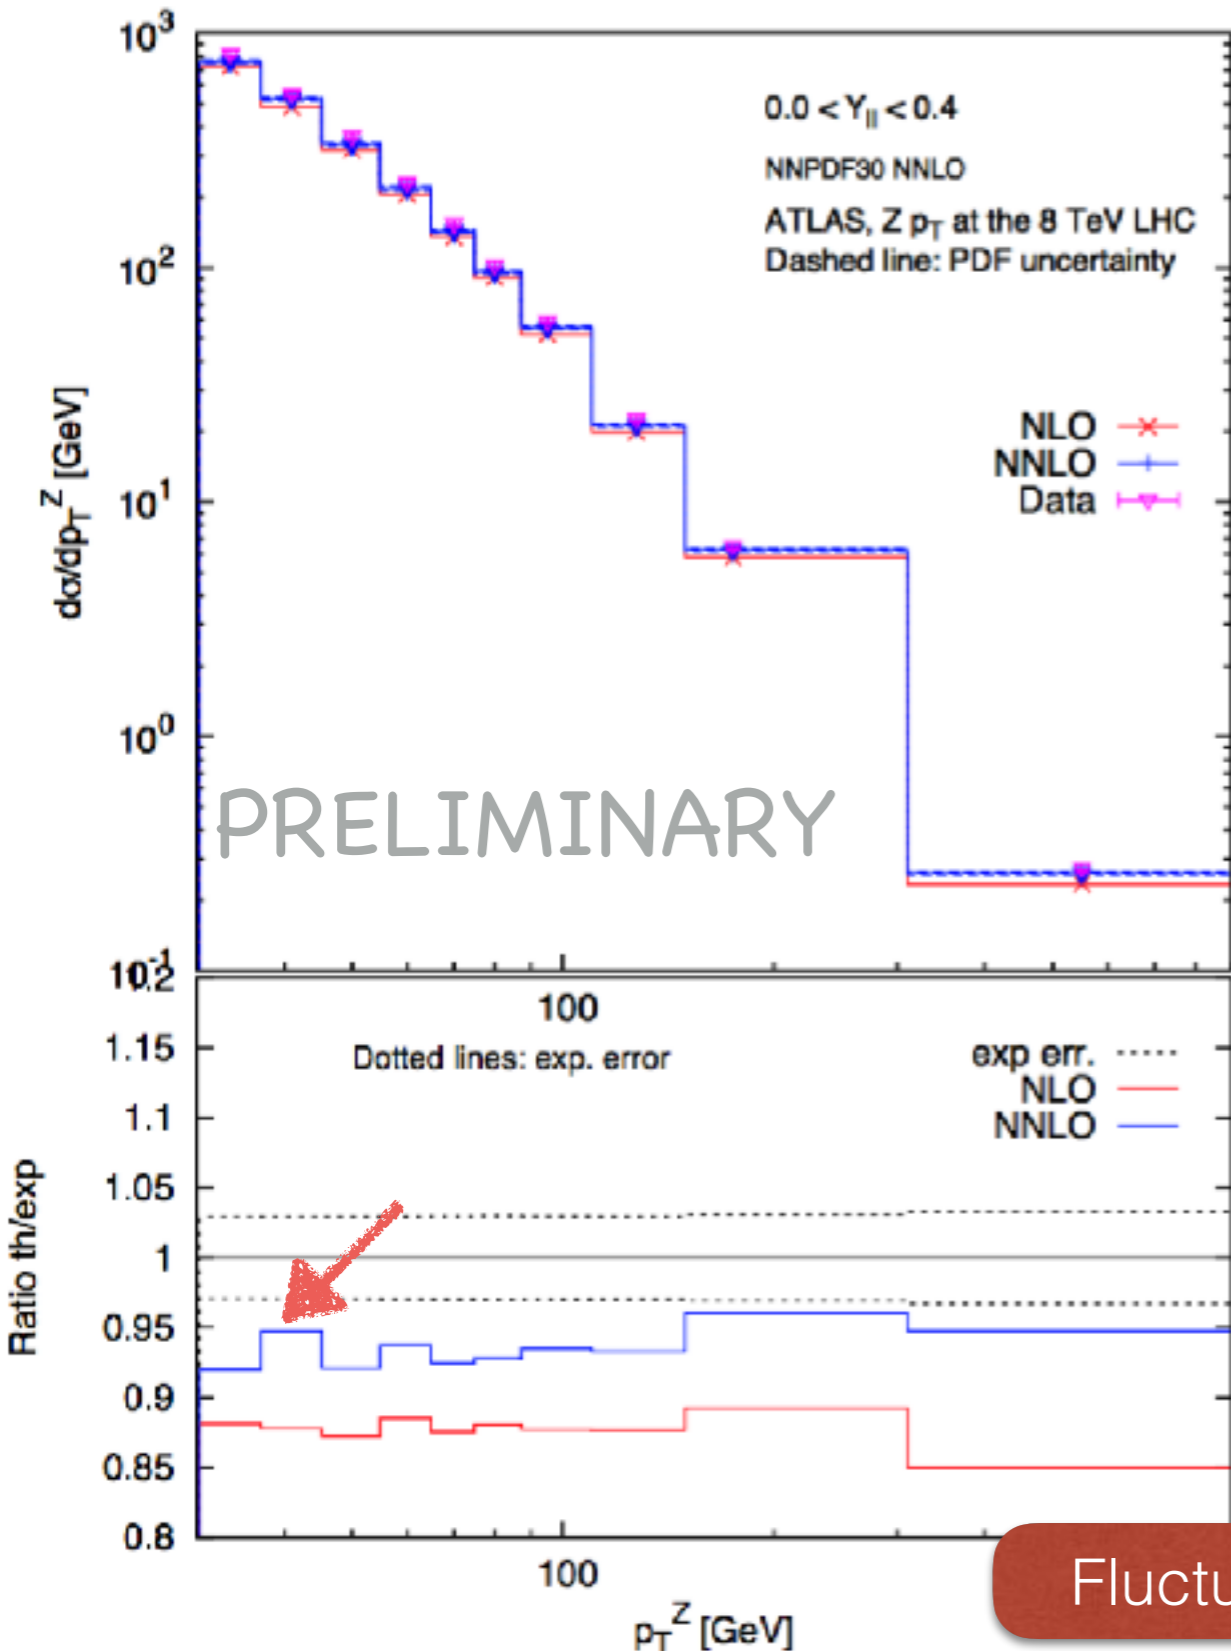 10^3
0.0 < Y_|| < 0.4
NNPDF30 NNLO
ATLAS, Z p_T at the 8 TeV LHC
Dashed line: PDF uncertainty
10^2
NLO
NNLO
Data
dσ/dp_T^Z [GeV]
10^1
10^0
PRELIMINARY
10^-1
100
1.2
Dotted lines: exp. error
exp err.
NLO
NNLO
1.15
1.1
1.05
1
0.95
0.9
0.85
0.8
Ratio th/exp
100
p_T^Z [GeV]